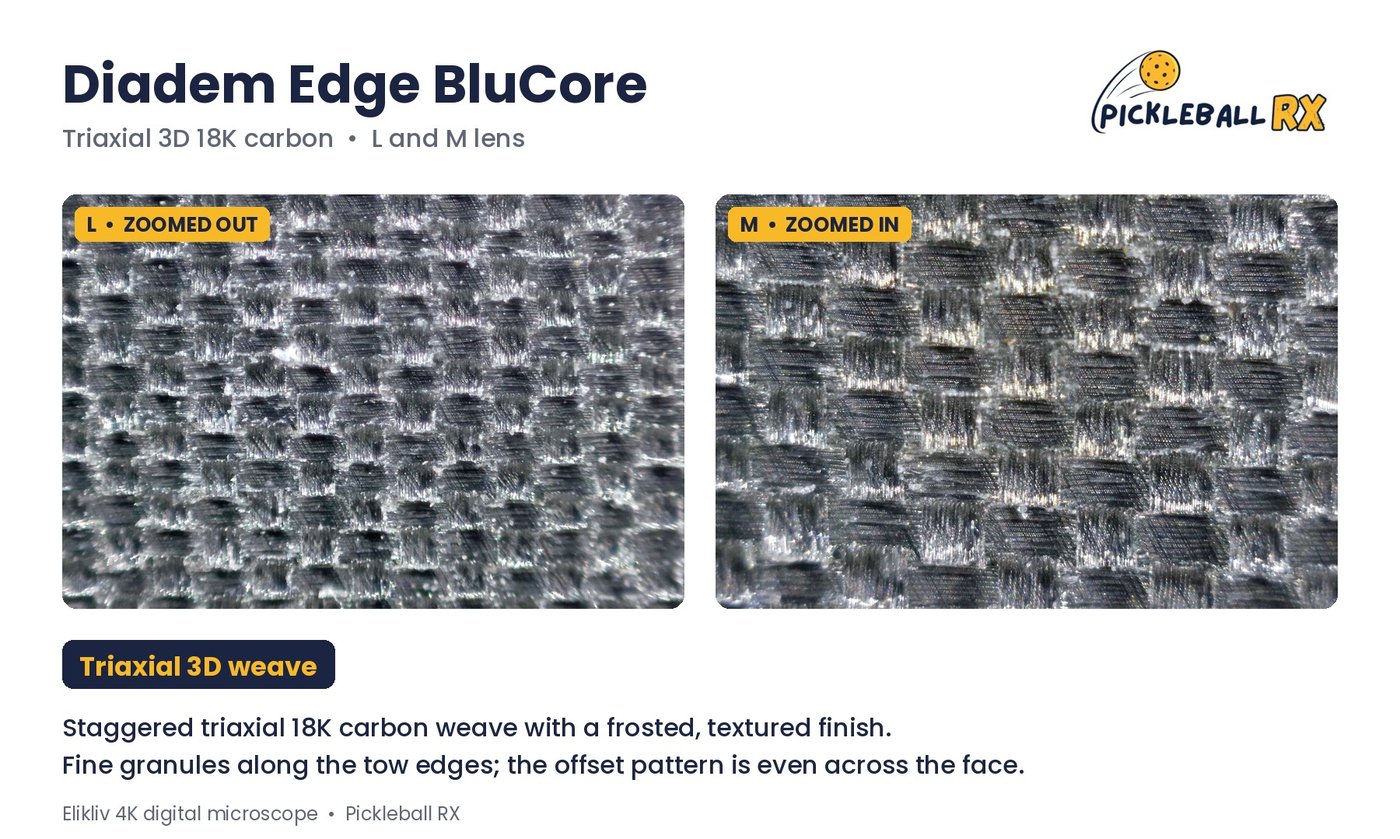 Diadem Edge BluCore
Triaxial 3D 18K carbon • L and M lens
PICKLEBALL RX
L • ZOOMED OUT
M • ZOOMED IN
Triaxial 3D weave
Staggered triaxial 18K carbon weave with a frosted, textured finish.
Fine granules along the tow edges; the offset pattern is even across the face.
Elikliv 4K digital microscope • Pickleball RX